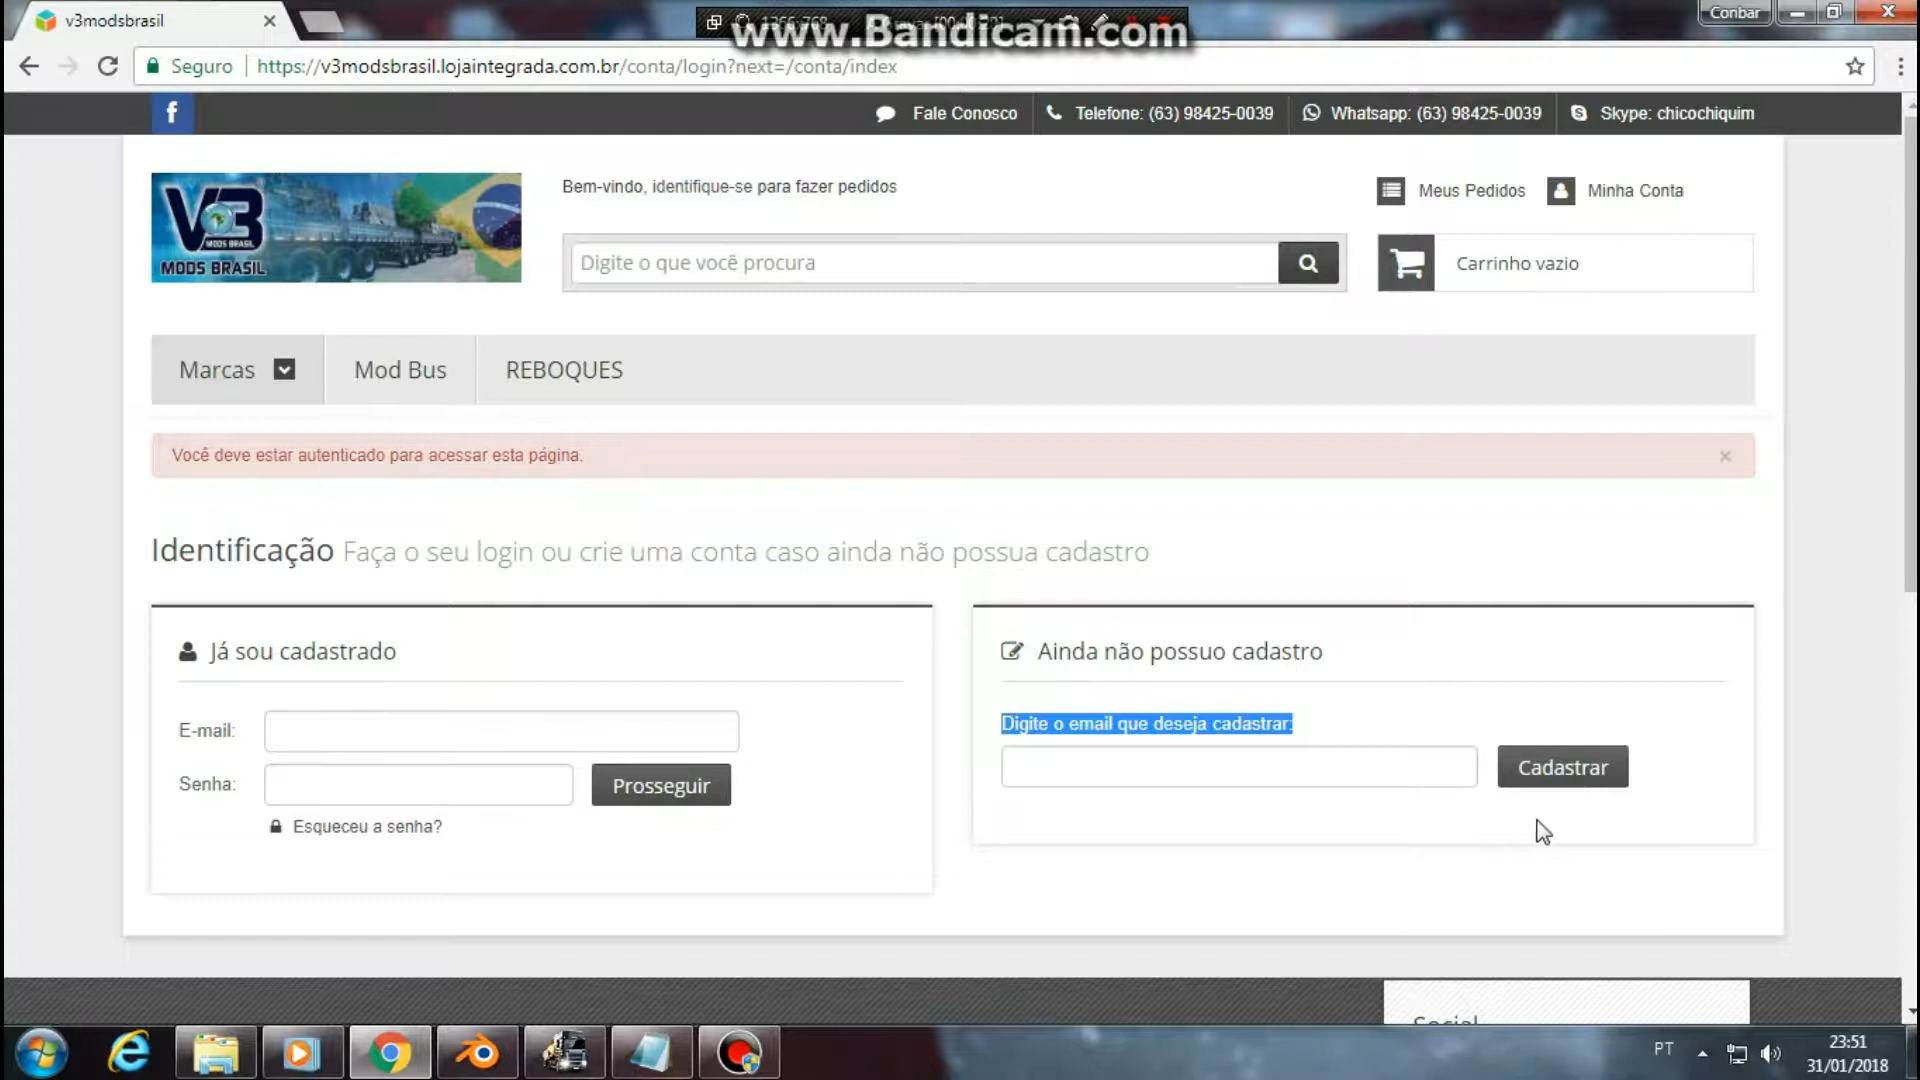 v3modsbrasil
www.Bandicam.com
Conbar
Seguro
https://v3modsbrasil.lojaintegrada.com.br/conta/login?next=/conta/index
Fale Conosco
Telefone: (63) 98425-0039
Whatsapp: (63) 98425-0039
Skype: chicochiquim
V3
MODS BRASIL
MODS BRASIL
Bem-vindo, identifique-se para fazer pedidos
Meus Pedidos
Minha Conta
Digite o que você procura
Carrinho vazio
Marcas
Mod Bus
REBOQUES
Você deve estar autenticado para acessar esta página.
Identificação Faça o seu login ou crie uma conta caso ainda não possua cadastro
Já sou cadastrado
E-mail:
Senha:
Prosseguir
Esqueceu a senha?
Ainda não possuo cadastro
Digite o email que deseja cadastrar:
Cadastrar
PT
23:51
31/01/2018